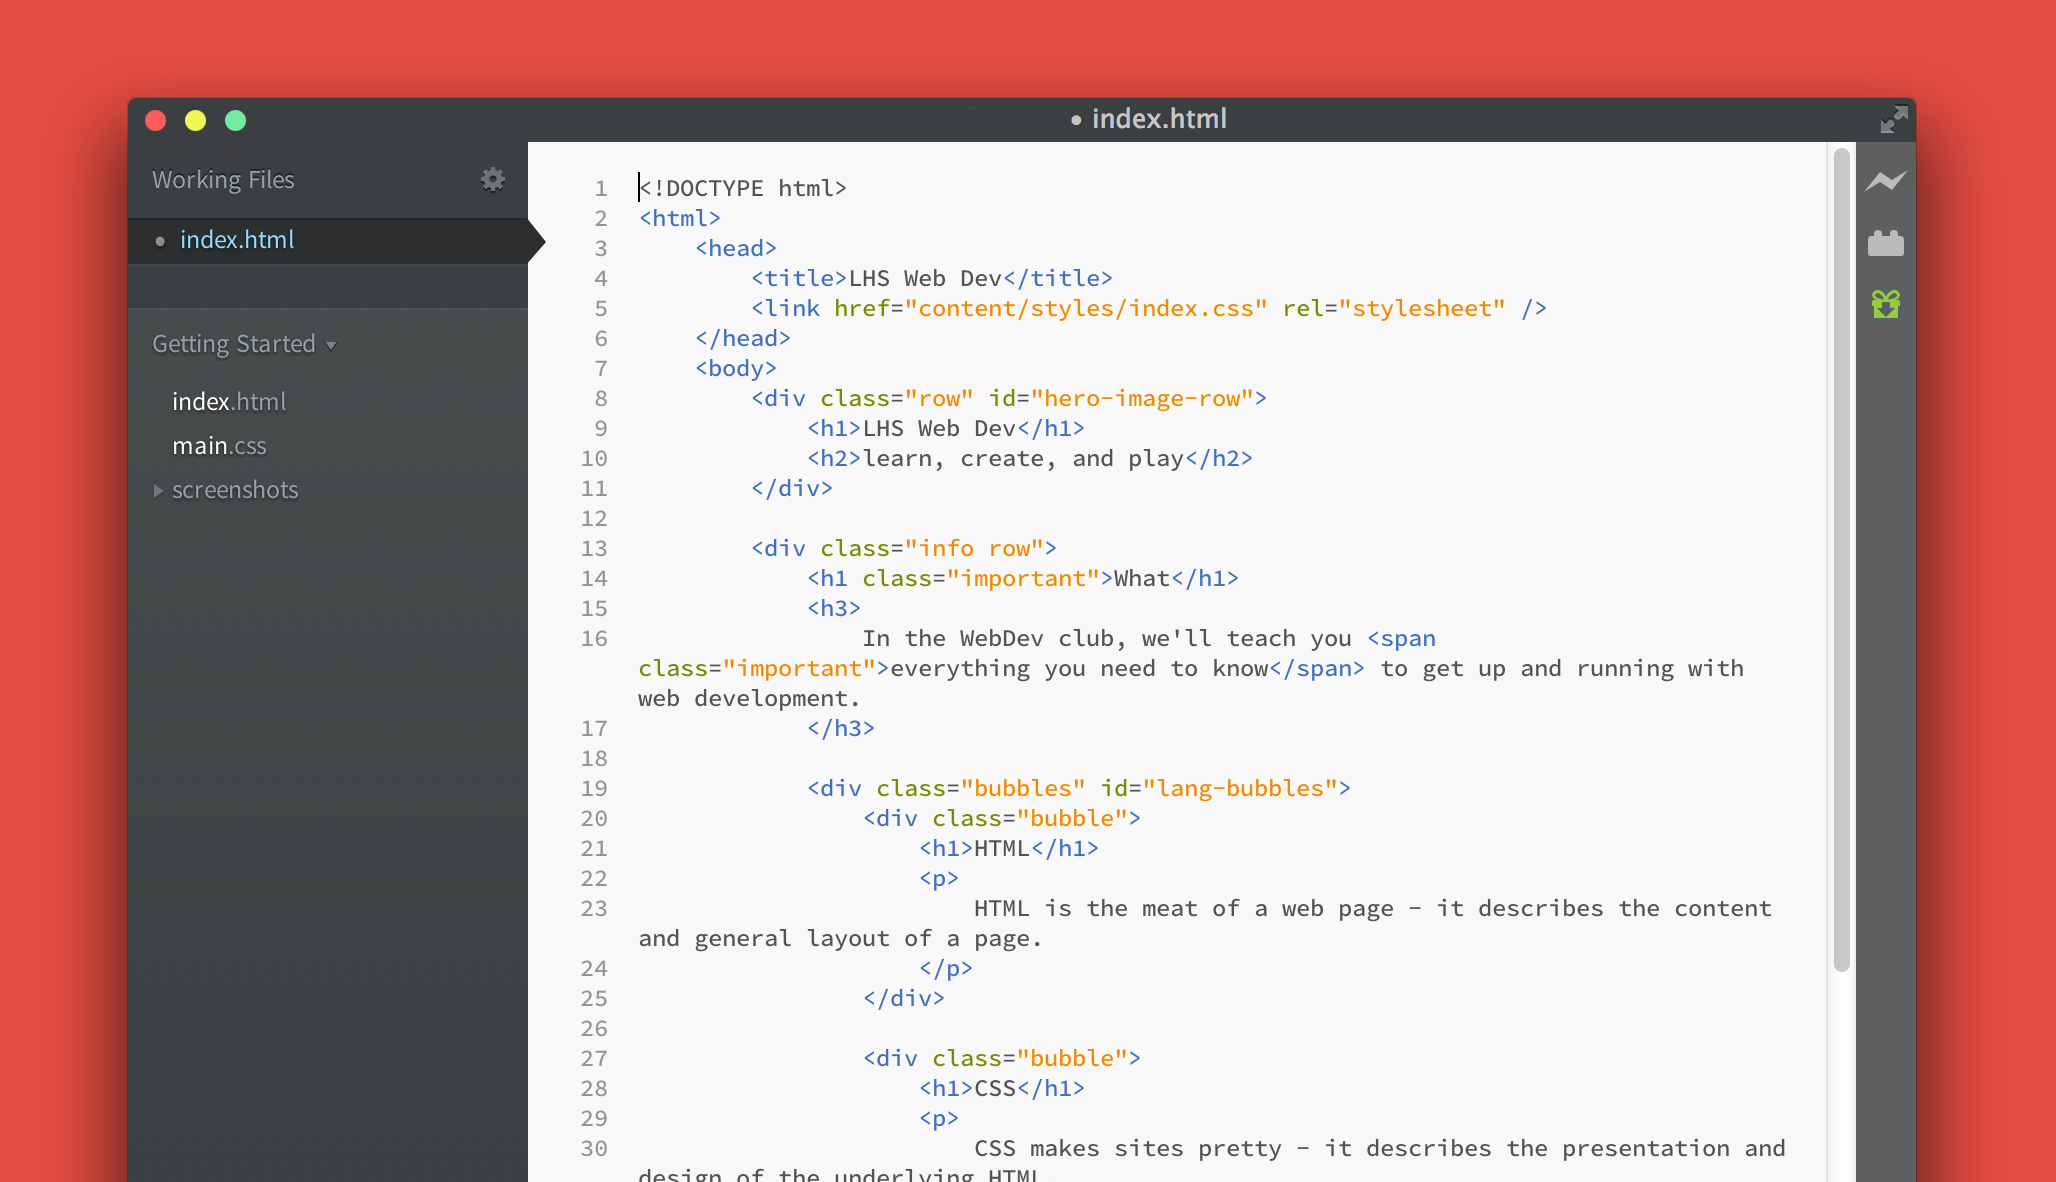 index.html
Working Files
index.html
Getting Started
index.html
main.css
screenshots
1 <!DOCTYPE html>
2 <html>
3 <head>
4 <title>LHS Web Dev</title>
5 <link href="content/styles/index.css" rel="stylesheet" />
6 </head>
7 <body>
8 <div class="row" id="hero-image-row">
9 <h1>LHS Web Dev</h1>
10 <h2>learn, create, and play</h2>
11 </div>
12
13 <div class="info row">
14 <h1 class="important">What</h1>
15 <h3>
16 In the WebDev club, we'll teach you <span
class="important">everything you need to know</span> to get up and running with
web development.
17 </h3>
18
19 <div class="bubbles" id="lang-bubbles">
20 <div class="bubble">
21 <h1>HTML</h1>
22 <p>
23 HTML is the meat of a web page - it describes the content
and general layout of a page.
24 </p>
25 </div>
26
27 <div class="bubble">
28 <h1>CSS</h1>
29 <p>
30 CSS makes sites pretty - it describes the presentation and
design of the underlying HTML